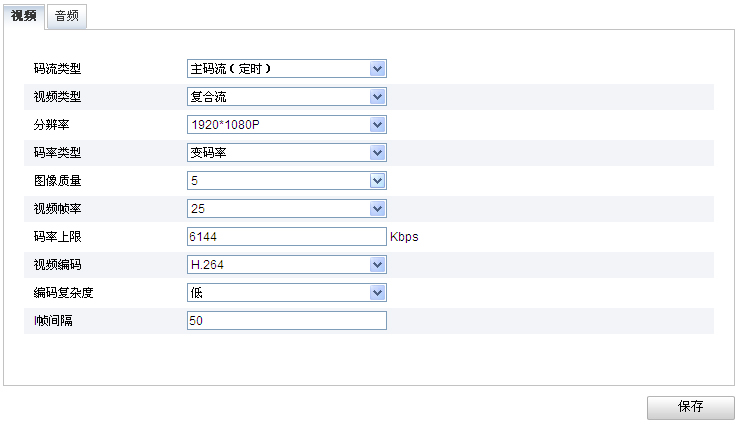 视频 音频
码流类型 主码流（定时）
视频类型 复合流
分辨率 1920*1080P
码率类型 变码率
图像质量 5
视频帧率 25
码率上限 6144 Kbps
视频编码 H.264
编码复杂度 低
I帧间隔 50
保存